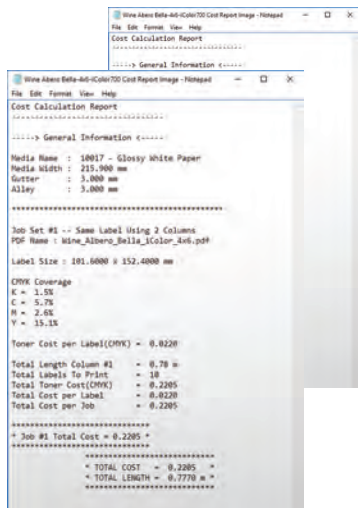 Wine Abero Bella-4x6-iColor700 Cost Report Image - Notepad
File Edit Format View Help
Cost Calculation Report
--------------------------------
-----> General Information <-----
Wine Abero Bella-4x6-iColor700 Cost Report Image - Notepad
File Edit Format View Help
Cost Calculation Report
--------------------------------
-----> General Information <-----
Media Name : 10017 - Glossy White Paper
Media Width : 215.900 mm
Gutter : 3.000 mm
Alley : 3.000 mm
********************************************
Job Set #1 -- Same Label Using 2 Columns
PDF Name : Wine_Albero_Bella_iColor_4x6.pdf
Label Size : 101.6000 x 152.4000 mm
CMYK Coverage
K = 1.5%
C = 5.7%
M = 2.6%
Y = 15.1%
Toner Cost per Label(CMYK) = 0.0220
Total Length Column #1 = 0.78 m
Total Labels To Print = 10
Total Toner Cost(CMYK) = 0.2205
Total Cost per Label = 0.0220
Total Cost per Job = 0.2205
*****************************
* Job #1 Total Cost = 0.2205 *
*****************************
***************************
* TOTAL COST = 0.2205 *
* TOTAL LENGTH = 0.7770 m *
***************************